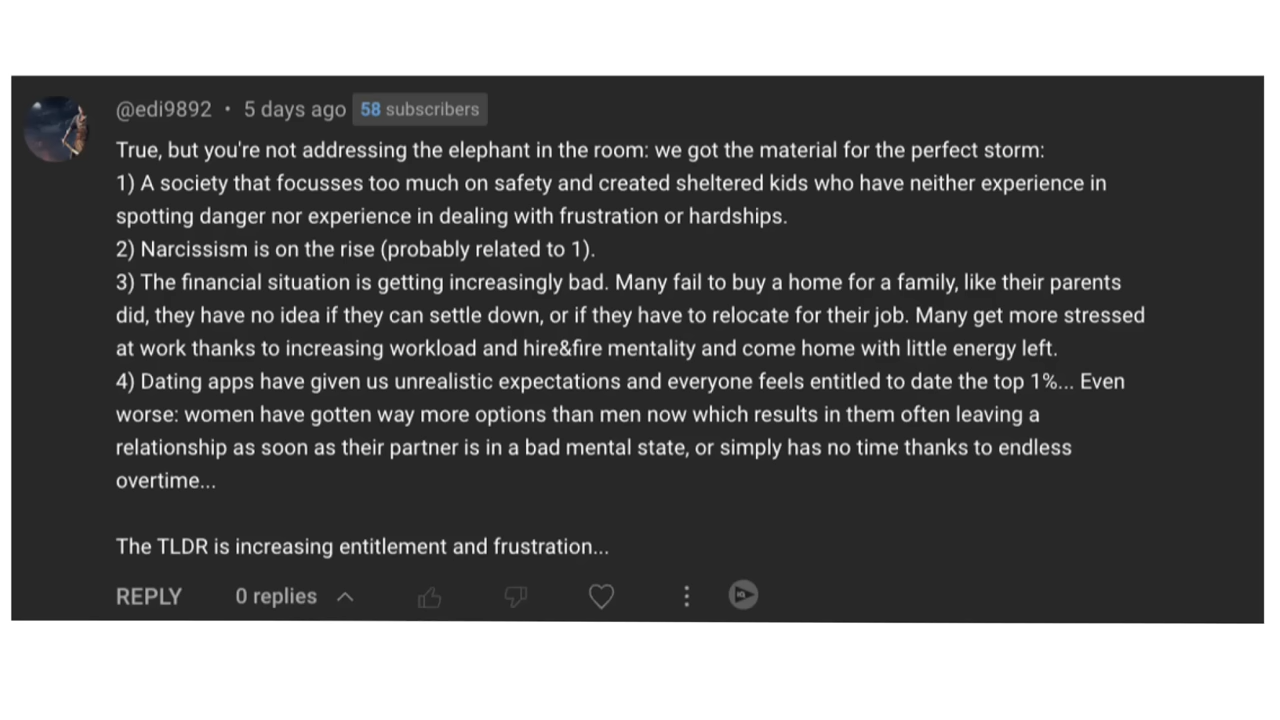 @edi9892 • 5 days ago 58 subscribers
True, but you're not addressing the elephant in the room: we got the material for the perfect storm:
1) A society that focusses too much on safety and created sheltered kids who have neither experience in
spotting danger nor experience in dealing with frustration or hardships.
2) Narcissism is on the rise (probably related to 1).
3) The financial situation is getting increasingly bad. Many fail to buy a home for a family, like their parents
did, they have no idea if they can settle down, or if they have to relocate for their job. Many get more stressed
at work thanks to increasing workload and hire&fire mentality and come home with little energy left.
4) Dating apps have given us unrealistic expectations and everyone feels entitled to date the top 1%... Even
worse: women have gotten way more options than men now which results in them often leaving a
relationship as soon as their partner is in a bad mental state, or simply has no time thanks to endless
overtime...
The TLDR is increasing entitlement and frustration...
REPLY 0 replies